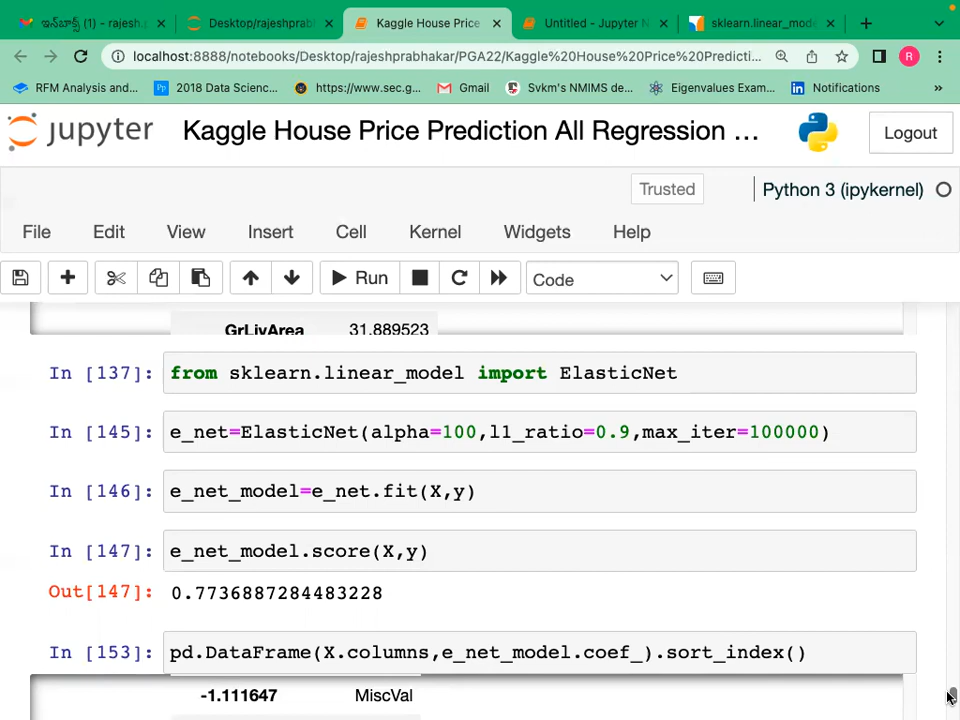 ఇన్‌బాక్స్ (1) - rajesh.p
Desktop/rajeshprabl
Kaggle House Price
Untitled - Jupyter N
sklearn.linear_mode
localhost:8888/notebooks/Desktop/rajeshprabhakar/PGA22/Kaggle%20House%20Price%20Predicti...
R
RFM Analysis and...
2018 Data Scienc...
https://www.sec.g...
Gmail
Svkm's NMIMS de...
Eigenvalues Exam...
Notifications
»
jupyter
Kaggle House Price Prediction All Regression ...
Logout
Trusted
Python 3 (ipykernel)
File Edit View Insert Cell Kernel Widgets Help
Run
Code
GrLivArea 31.889523
In [137]: from sklearn.linear_model import ElasticNet
In [145]: e_net=ElasticNet(alpha=100,l1_ratio=0.9,max_iter=100000)
In [146]: e_net_model=e_net.fit(X,y)
In [147]: e_net_model.score(X,y)
Out[147]: 0.7736887284483228
In [153]: pd.DataFrame(X.columns,e_net_model.coef_).sort_index()
-1.111647 MiscVal